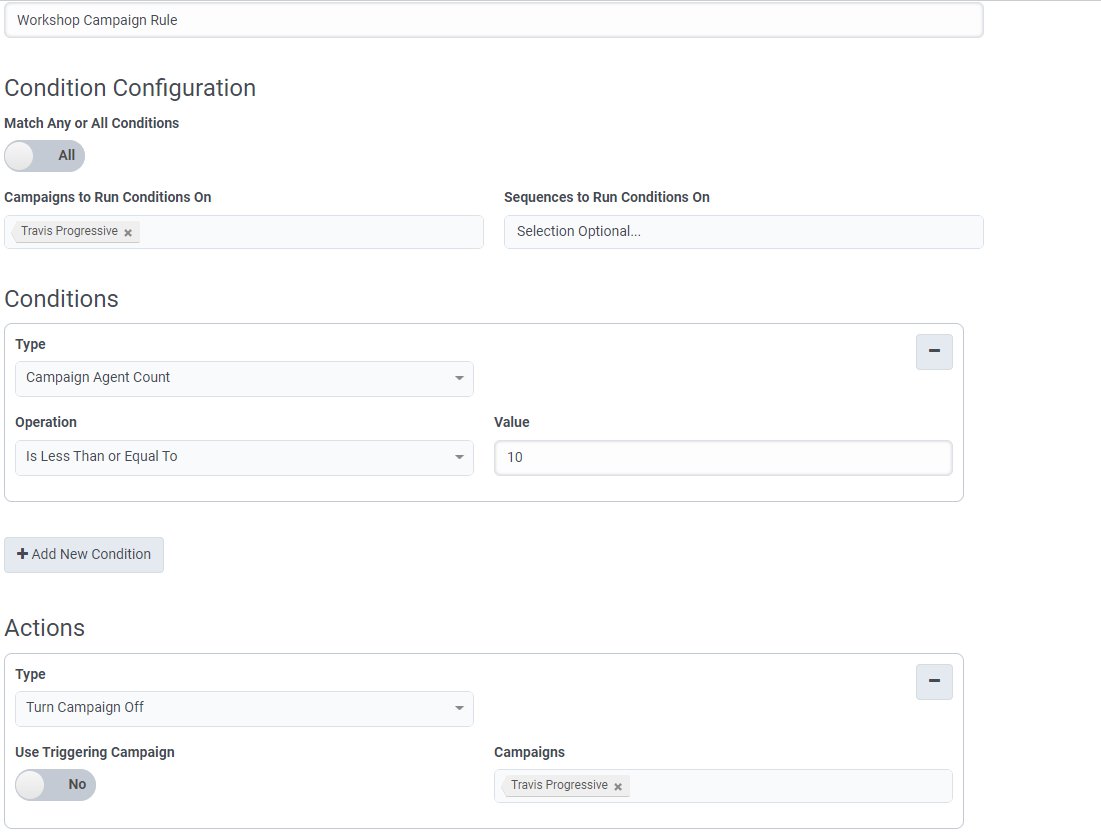 Workshop Campaign Rule
Condition Configuration
Match Any or All Conditions
All
Campaigns to Run Conditions On
Sequences to Run Conditions On
Travis Progressive ×
Selection Optional...
Conditions
Type
Campaign Agent Count
Operation
Value
Is Less Than or Equal To
10
+ Add New Condition
Actions
Type
Turn Campaign Off
Use Triggering Campaign
Campaigns
No
Travis Progressive ×